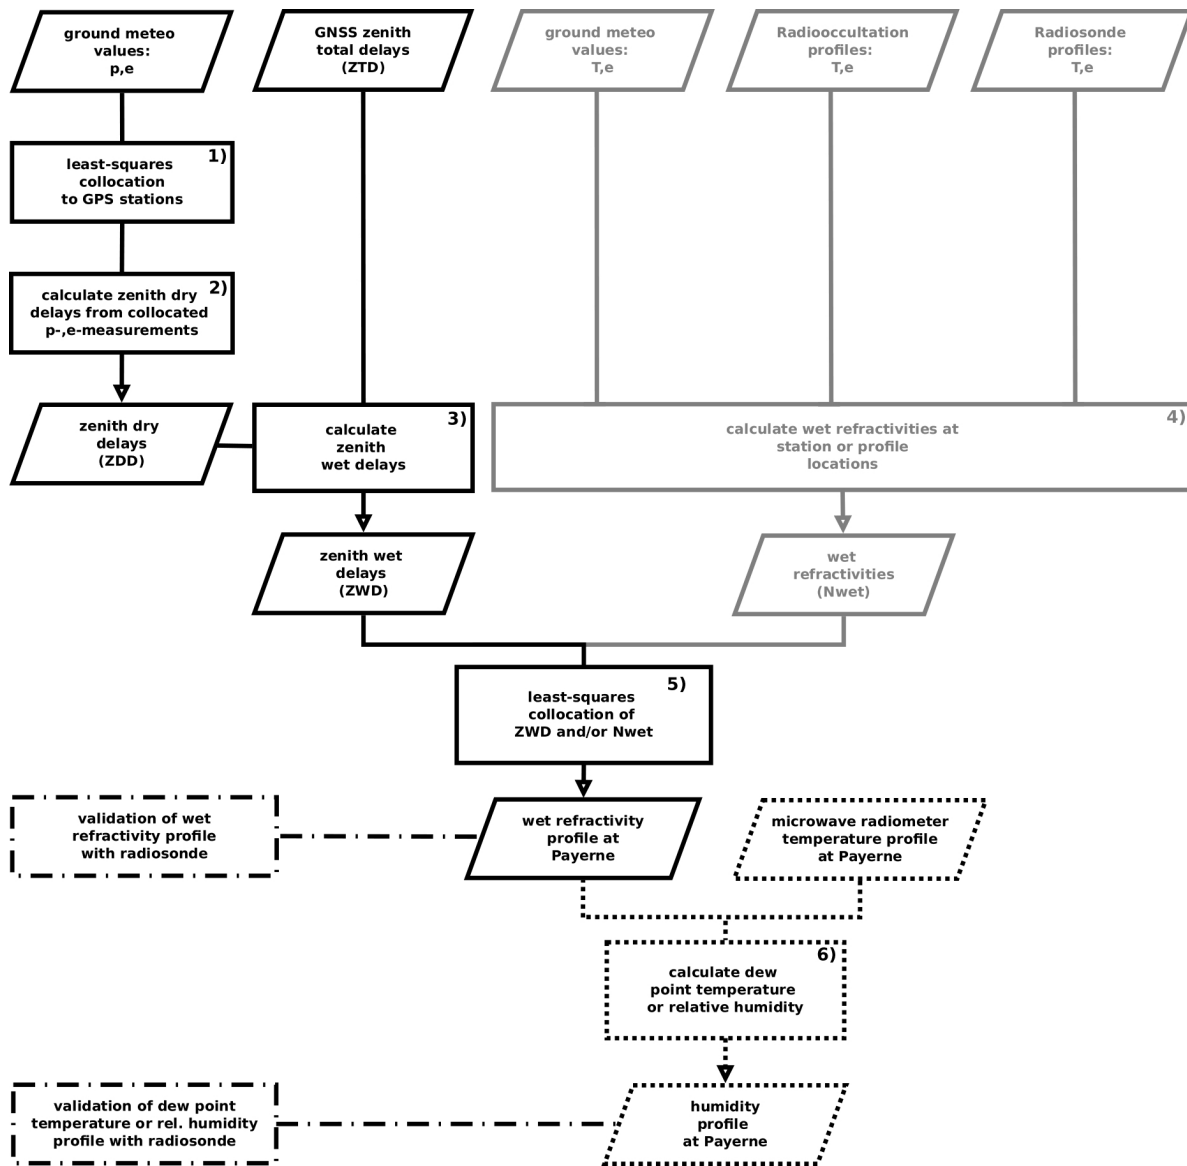 ground meteo
values:
p,e
GNSS zenith
total delays
(ZTD)
ground meteo
values:
T,e
Radiooccultation
profiles:
T,e
Radiosonde
profiles:
T,e
1)
least-squares
collocation
to GPS stations
2)
calculate zenith dry
delays from collocated
p-,e-measurements
zenith dry
delays
(ZDD)
3)
calculate
zenith
wet delays
4)
calculate wet refractivities at
station or profile
locations
zenith wet
delays
(ZWD)
wet
refractivities
(Nwet)
5)
least-squares
collocation of
ZWD and/or Nwet
validation of wet
refractivity profile
with radiosonde
wet refractivity
profile at
Payerne
microwave radiometer
temperature profile
at Payerne
6)
calculate dew
point temperature
or relative humidity
validation of dew point
temperature or rel. humidity
profile with radiosonde
humidity
profile
at Payerne